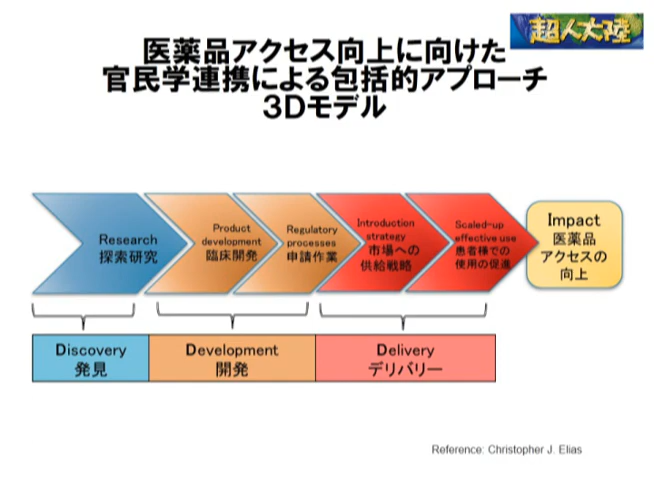 超人大陸
医薬品アクセス向上に向けた
官民学連携による包括的アプローチ
3Dモデル
Research
探索研究
Product
development
臨床開発
Regulatory
processes
申請作業
Introduction
strategy
市場への
供給戦略
Scaled-up
effective use
患者様での
使用の促進
Impact
医薬品
アクセスの
向上
Discovery
発見
Development
開発
Delivery
デリバリー
Reference: Christopher J. Elias